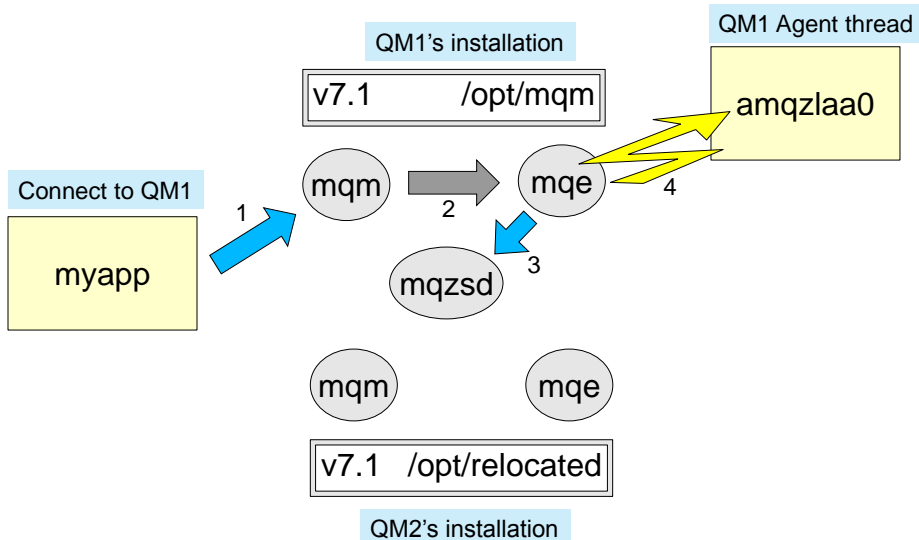 QM1 Agent thread
QM1’s installation
v7.1 /opt/mqm
amqzlaa0
mqm
mqe
Connect to QM1
1
2
4
3
myapp
mqzsd
mqm
mqe
v7.1 /opt/relocated
QM2’s installation